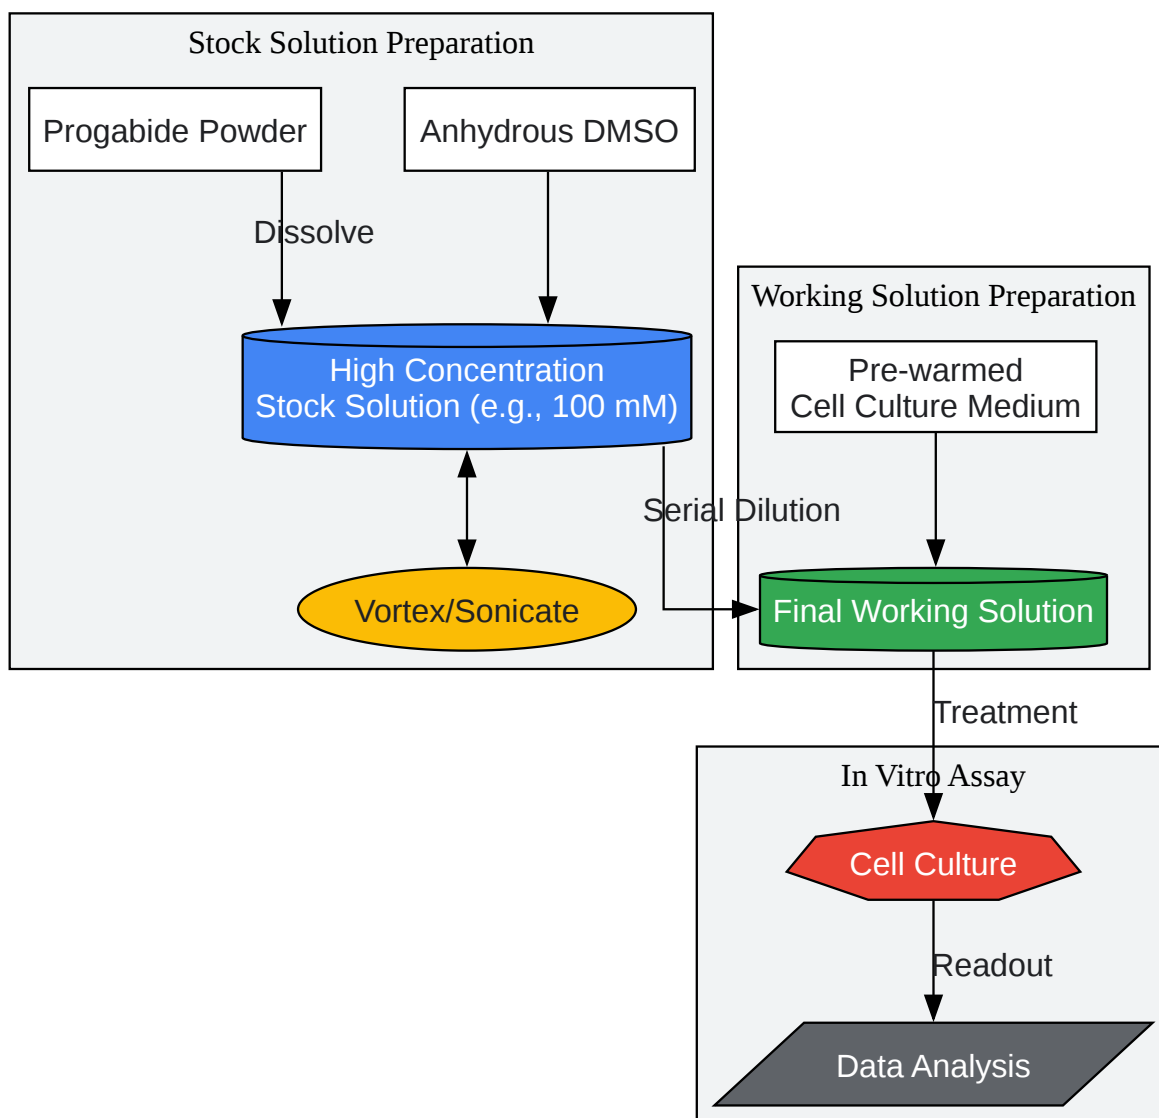 Stock Solution Preparation
Progabide Powder
Anhydrous DMSO
Dissolve
High Concentration
Stock Solution (e.g., 100 mM)
Vortex/Sonicate
Serial Dilution
Working Solution Preparation
Pre-warmed
Cell Culture Medium
Final Working Solution
Treatment
In Vitro Assay
Cell Culture
Readout
Data Analysis